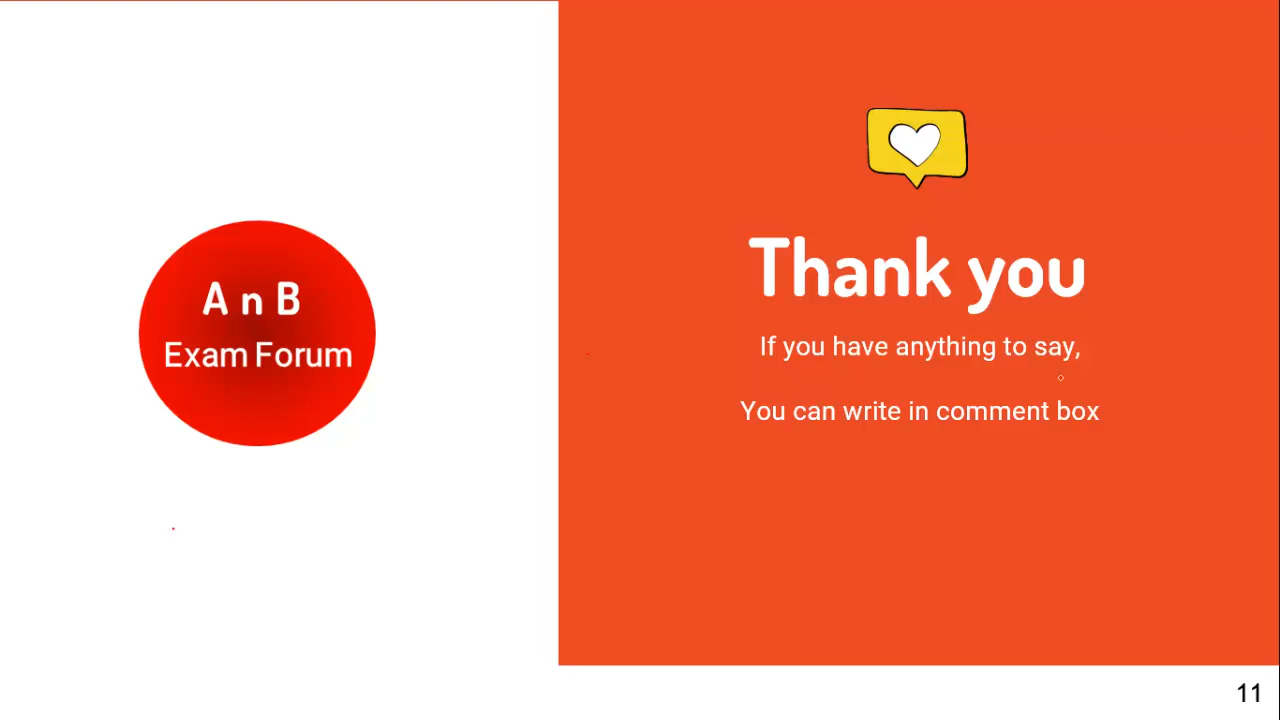 A n B
Exam Forum
Thank you
If you have anything to say,
You can write in comment box
11